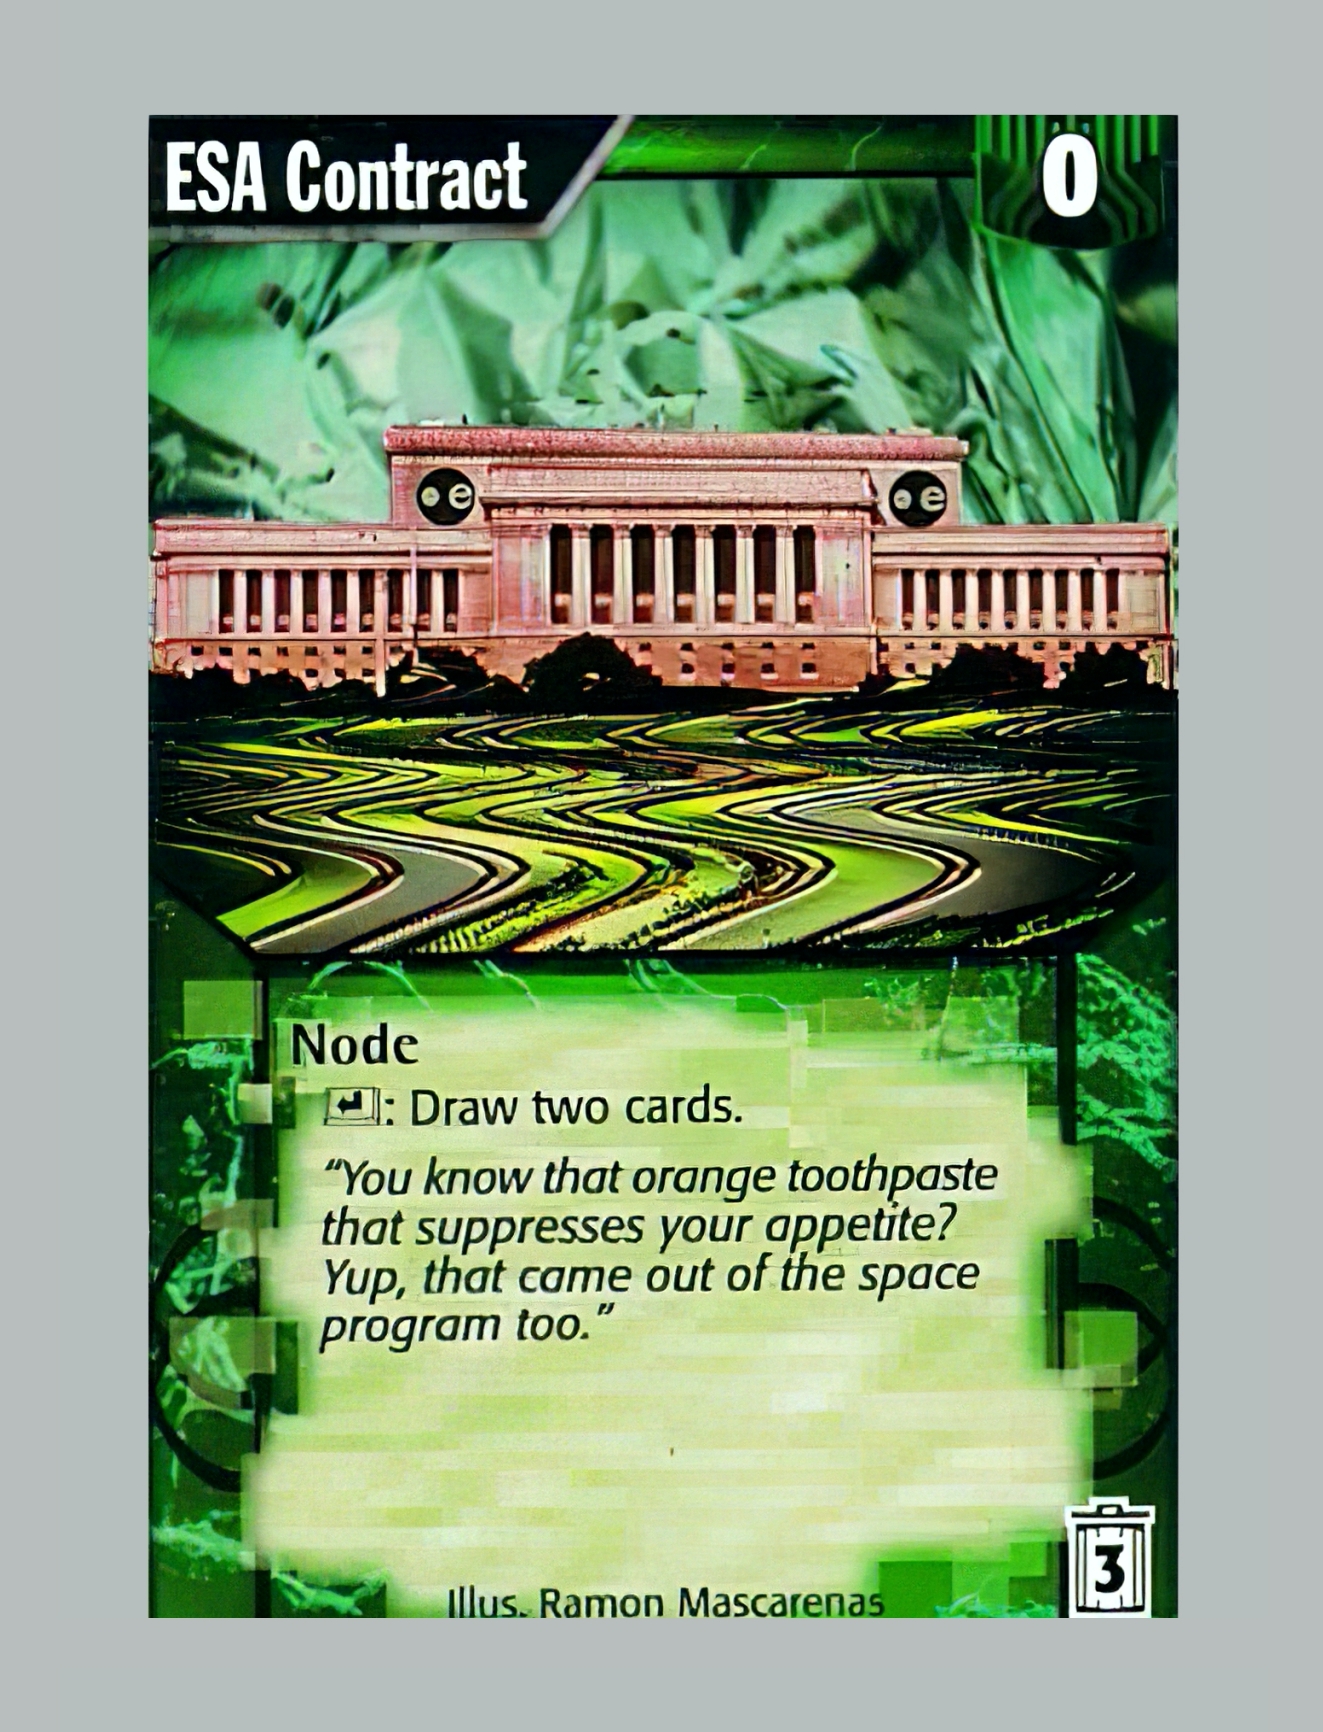 ESA Contract
0
e
e
Node
: Draw two cards.
"You know that orange toothpaste
that suppresses your appetite?
Yup, that came out of the space
program too."
Illus. Ramon Mascarenas
3